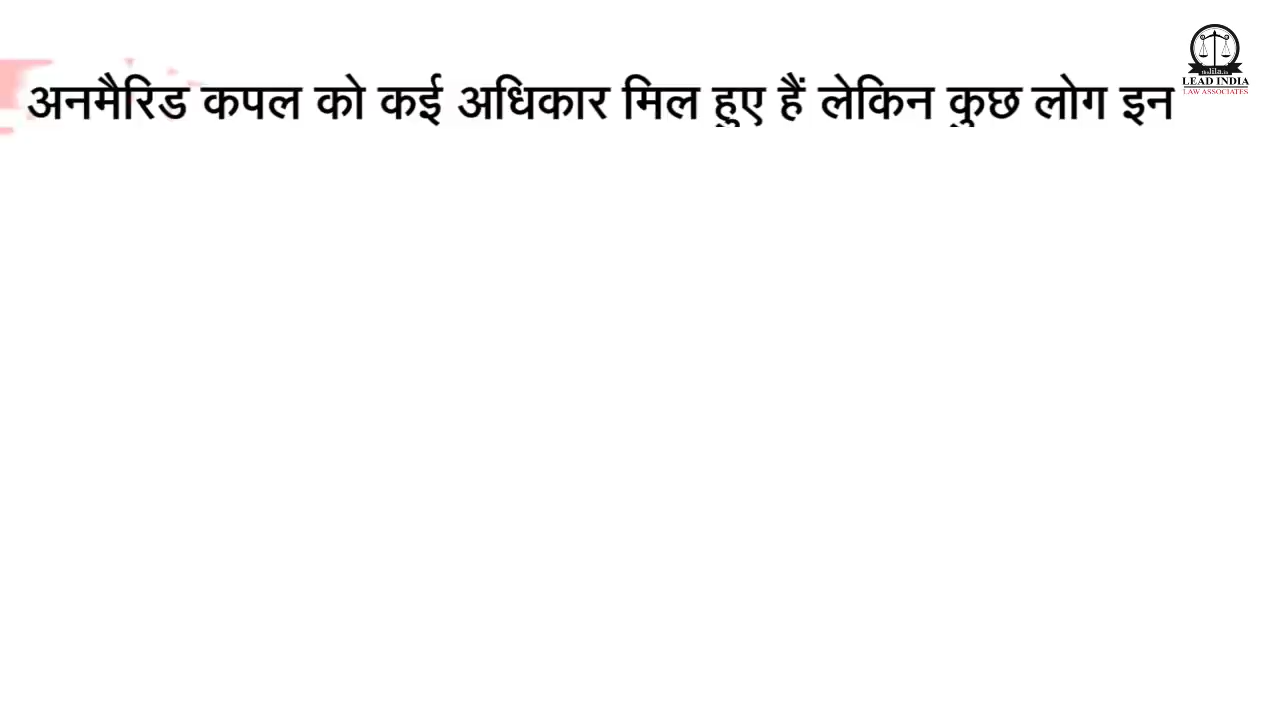 अनमैरिड कपल को कई अधिकार मिल हुए हैं लेकिन कुछ लोग इन
LEAD INDIA
LAW ASSOCIATES